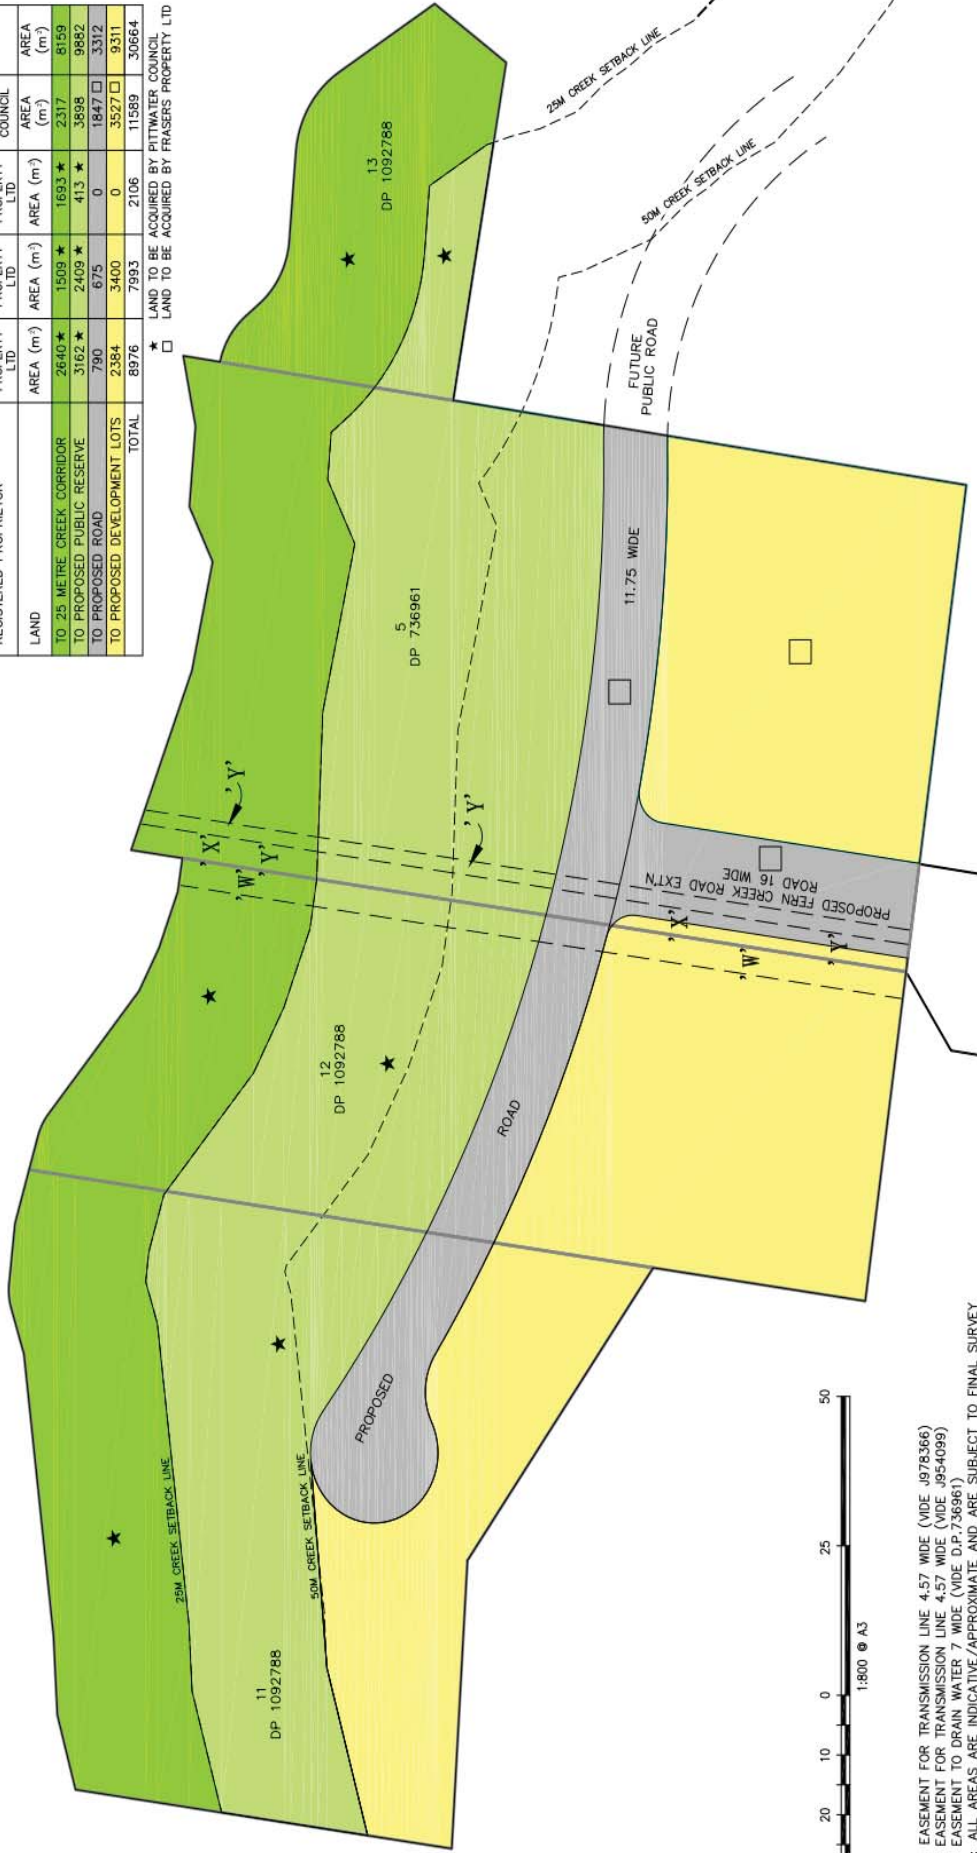 REGISTERED PROPRIETOR
LTD
LTD
LTD
COUNCIL
LAND
AREA (m²)
AREA (m²)
AREA (m²)
AREA (m²)
AREA (m²)
TO 25 METRE CREEK CORRIDOR 2640 ★ 1509 ★ 1693 ★ 2317 8159
TO PROPOSED PUBLIC RESERVE 3162 ★ 2409 ★ 413 ★ 3898 9882
TO PROPOSED ROAD 790 675 0 1847 □ 3312
TO PROPOSED DEVELOPMENT LOTS 2384 3400 0 3527 □ 9311
TOTAL 8976 7993 2106 11589 30664
★ LAND TO BE ACQUIRED BY PITTWATER COUNCIL
□ LAND TO BE ACQUIRED BY FRASERS PROPERTY LTD
13
DP 1092788
25M CREEK SETBACK LINE
50M CREEK SETBACK LINE
FUTURE
PUBLIC ROAD
5
DP 736961
11.75 WIDE
'Y'
'X'
'W'
'Y'
'Y'
PROPOSED FERN CREEK ROAD EXT'N
ROAD 16 WIDE
'X'
'W'
'Y'
12
DP 1092788
ROAD
PROPOSED
25M CREEK SETBACK LINE
50M CREEK SETBACK LINE
11
DP 1092788
20 10 0 25 50
1:800 @ A3
EASEMENT FOR TRANSMISSION LINE 4.57 WIDE (VIDE J978366)
EASEMENT FOR TRANSMISSION LINE 4.57 WIDE (VIDE J954099)
EASEMENT TO DRAIN WATER 7 WIDE (VIDE D.P.736961)
ALL AREAS ARE INDICATIVE/APPROXIMATE AND ARE SUBJECT TO FINAL SURVEY